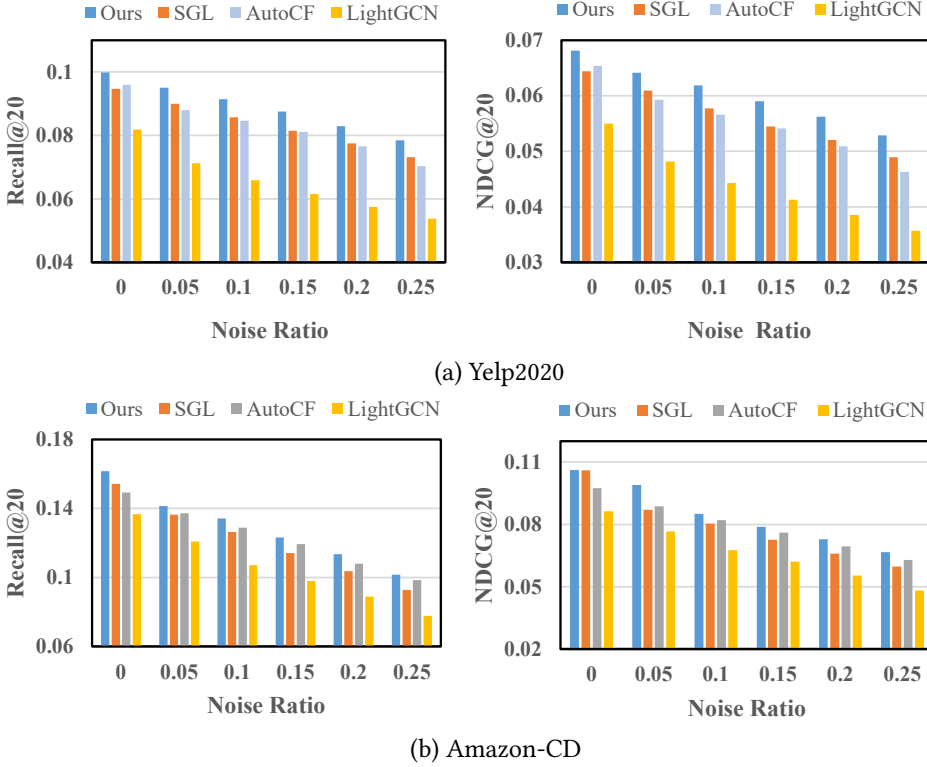 Ours SGL AutoCF LightGCN
Recall@20
0.1
0.08
0.06
0.04
0 0.05 0.1 0.15 0.2 0.25
Noise Ratio
Ours SGL AutoCF LightGCN
NDCG@20
0.07
0.06
0.05
0.04
0.03
0 0.05 0.1 0.15 0.2 0.25
Noise Ratio
(a) Yelp2020
Ours SGL AutoCF LightGCN
Recall@20
0.18
0.14
0.1
0.06
0 0.05 0.1 0.15 0.2 0.25
Noise Ratio
Ours SGL AutoCF LightGCN
NDCG@20
0.11
0.08
0.05
0.02
0 0.05 0.1 0.15 0.2 0.25
Noise Ratio
(b) Amazon-CD